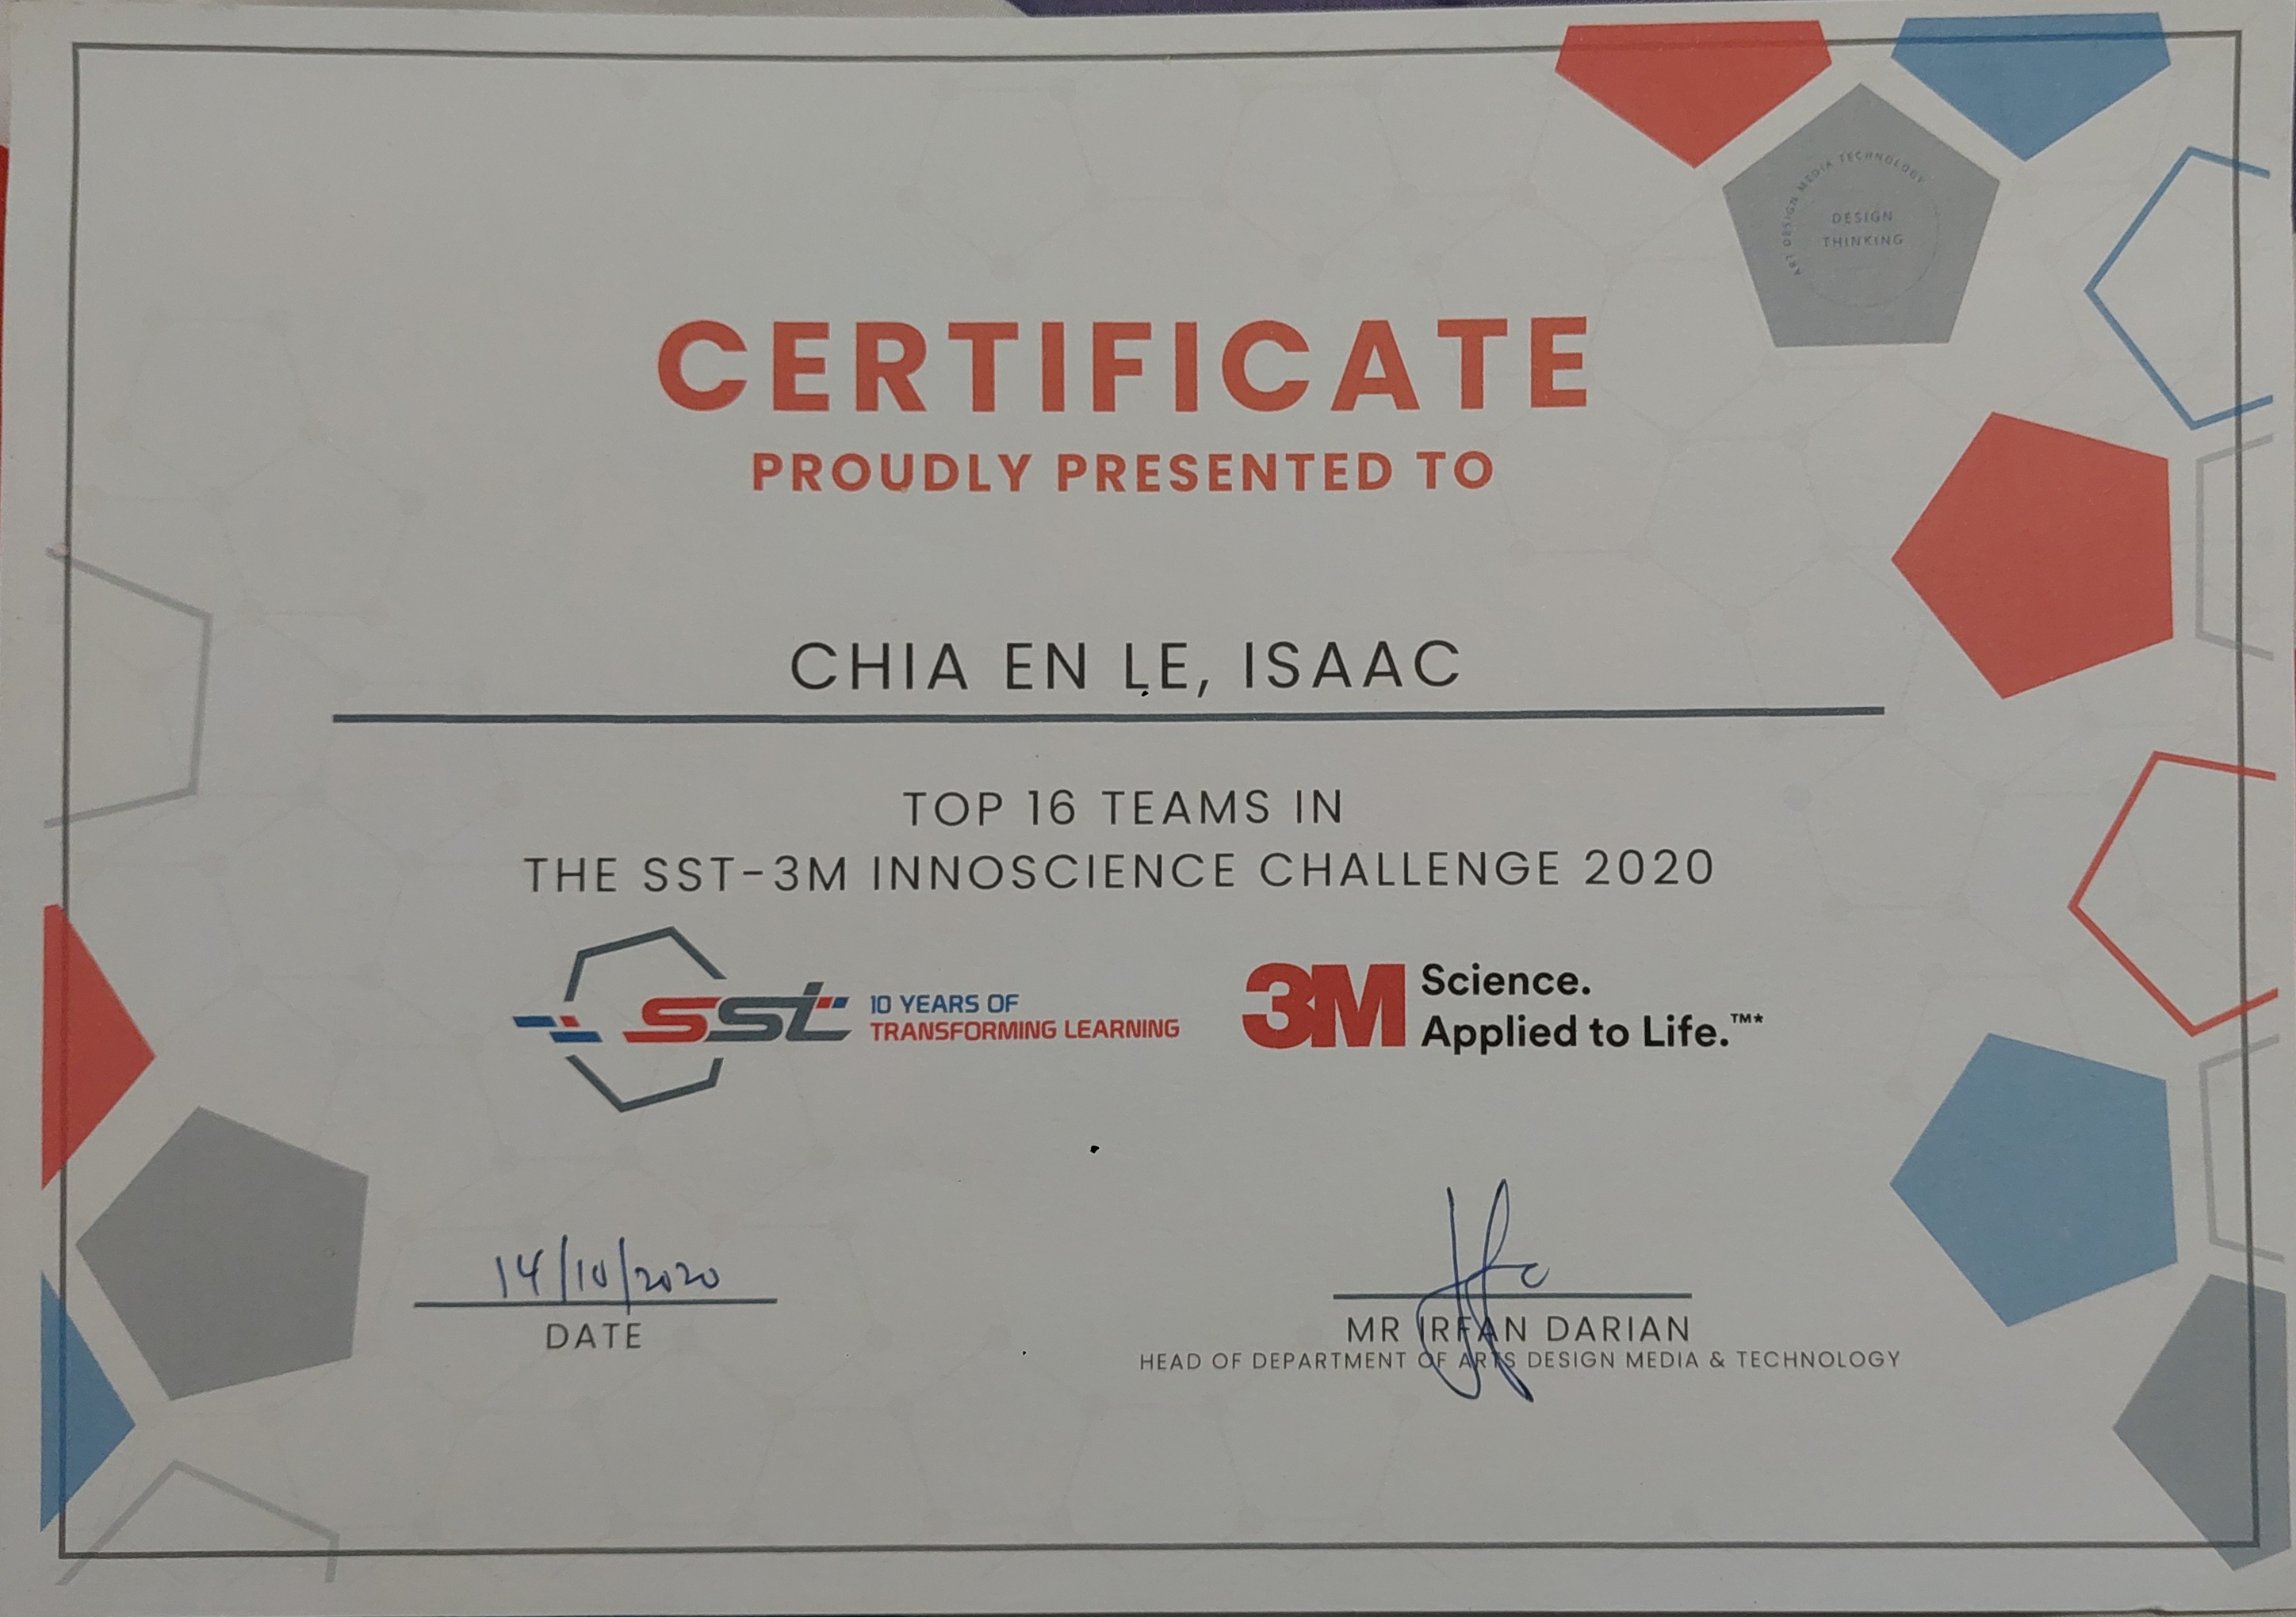 ART DESIGN MEDIA TECHNOLOGY
DESIGN
THINKING
CERTIFICATE
PROUDLY PRESENTED TO
CHIA EN LE, ISAAC
TOP 16 TEAMS IN
THE SST-3M INNOSCIENCE CHALLENGE 2020
sst 10 YEARS OF
TRANSFORMING LEARNING
3M Science.
Applied to Life.™*
14/10/2020
DATE
MR IRFAN DARIAN
HEAD OF DEPARTMENT OF ARTS DESIGN MEDIA & TECHNOLOGY